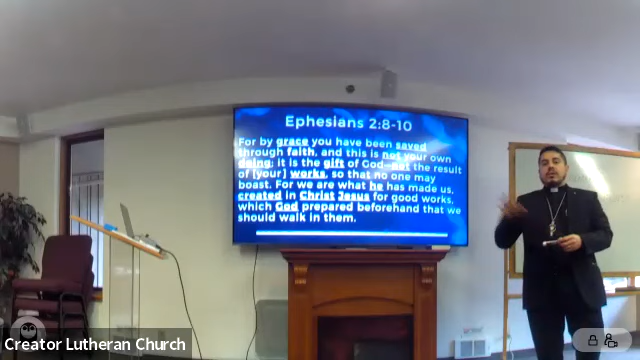 Ephesians 2:8-10
For by grace you have been saved
through faith, and this is not your own
doing; it is the gift of God—not the result
of [your] works, so that no one may
boast. For we are what he has made us,
created in Christ Jesus for good works,
which God prepared beforehand that we
should walk in them.
Creator Lutheran Church